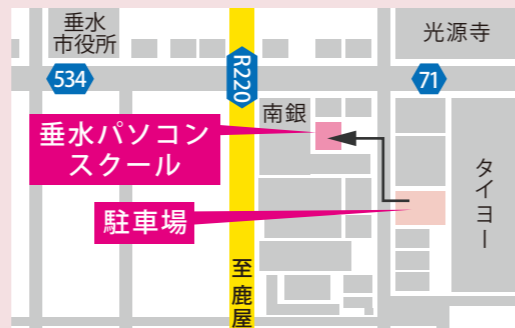 垂水
市役所
光源寺
534
R220
71
南銀
垂水パソコン
スクール
タイヨー
駐車場
至鹿屋